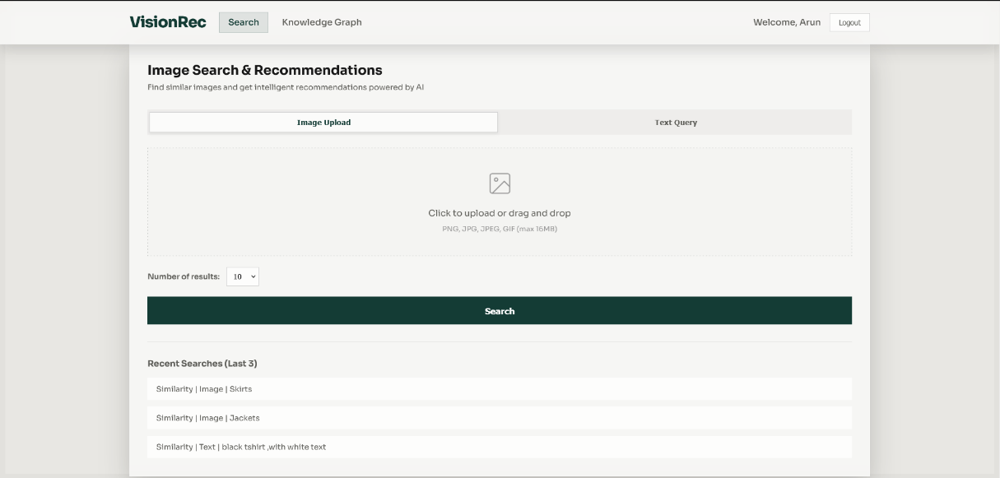 VisionRec Search Knowledge Graph Welcome, Arun Logout
Image Search & Recommendations
Find similar images and get intelligent recommendations powered by AI
Image Upload Text Query
Click to upload or drag and drop
PNG, JPG, JPEG, GIF (max 16MB)
Number of results: 10
Search
Recent Searches (Last 3)
Similarity | Image | Skirts
Similarity | Image | Jackets
Similarity | Text | black tshirt ,with white text